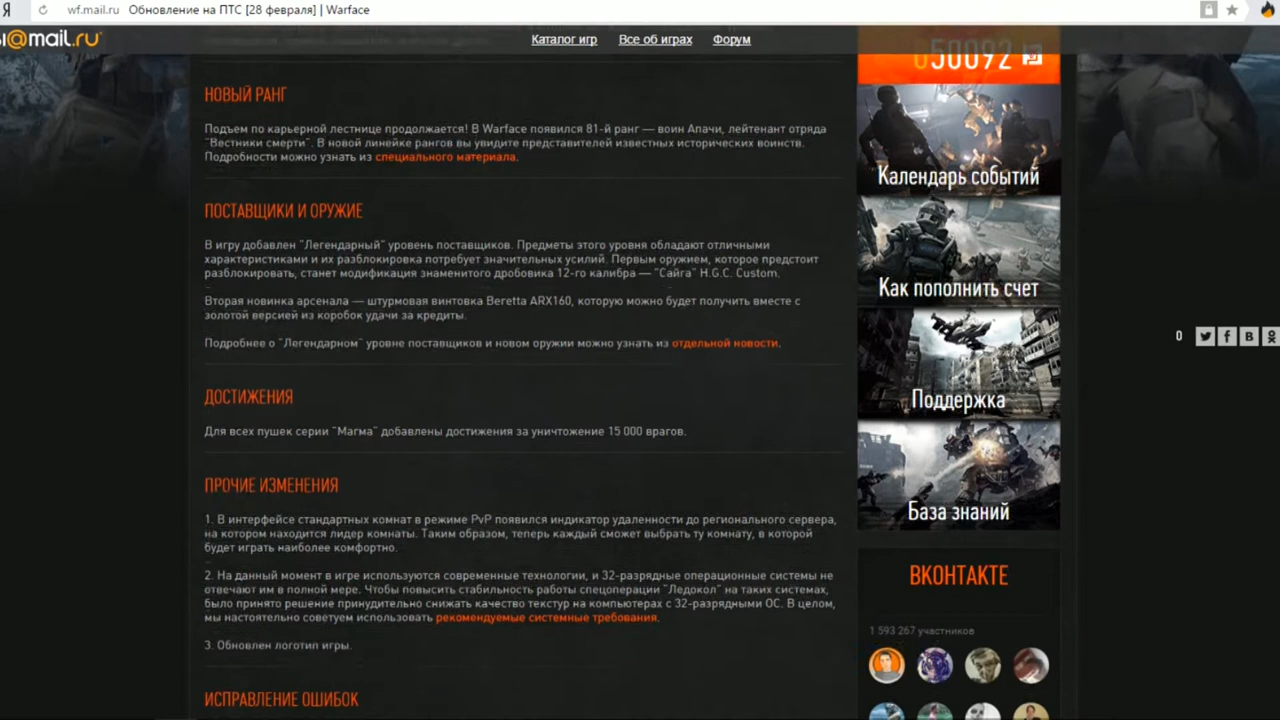 Я
wf.mail.ru Обновление на ПТС [28 февраля] | Warface
@mail.ru
Каталог игр Все об играх Форум
50092
НОВЫЙ РАНГ
Подъем по карьерной лестнице продолжается! В Warface появился 81-й ранг — воин Апачи, лейтенант отряда
"Вестники смерти". В новой линейке рангов вы увидите представителей известных исторических воинств.
Подробности можно узнать из специального материала.
ПОСТАВЩИКИ И ОРУЖИЕ
В игру добавлен "Легендарный" уровень поставщиков. Предметы этого уровня обладают отличными
характеристиками и их разблокировка потребует значительных усилий. Первым оружием, которое предстоит
разблокировать, станет модификация знаменитого дробовика 12-го калибра — "Сайга" H.G.C. Custom.
Вторая новинка арсенала — штурмовая винтовка Beretta ARX160, которую можно будет получить вместе с
золотой версией из коробок удачи за кредиты.
Подробнее о "Легендарном" уровне поставщиков и новом оружии можно узнать из отдельной новости.
ДОСТИЖЕНИЯ
Для всех пушек серии "Магма" добавлены достижения за уничтожение 15 000 врагов.
ПРОЧИЕ ИЗМЕНЕНИЯ
1. В интерфейсе стандартных комнат в режиме PvP появился индикатор удаленности до регионального сервера,
на котором находится лидер комнаты. Таким образом, теперь каждый сможет выбрать ту комнату, в которой
будет играть наиболее комфортно.
2. На данный момент в игре используются современные технологии, и 32-разрядные операционные системы не
отвечают им в полной мере. Чтобы повысить стабильность работы спецоперации "Ледокол" на таких системах,
было принято решение принудительно снижать качество текстур на компьютерах с 32-разрядными ОС. В целом,
мы настоятельно советуем использовать рекомендуемые системные требования.
3. Обновлен логотип игры.
ИСПРАВЛЕНИЕ ОШИБОК
Календарь событий
Как пополнить счет
Поддержка
База знаний
ВКОНТАКТЕ
1 593 267 участников
0